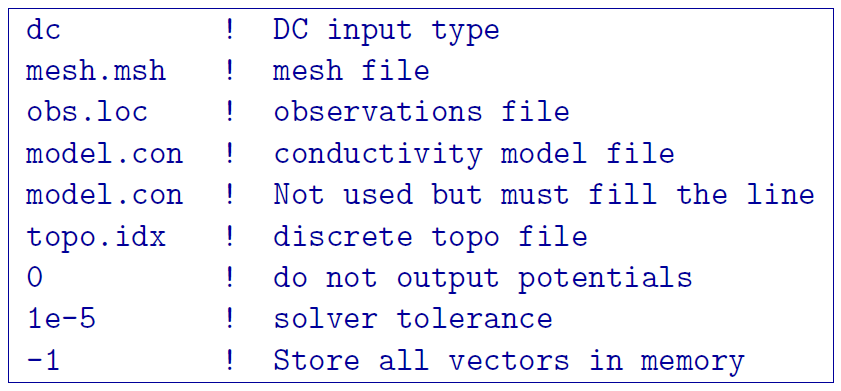 dc ! DC input type
mesh.msh ! mesh file
obs.loc ! observations file
model.con ! conductivity model file
model.con ! Not used but must fill the line
topo.idx ! discrete topo file
0 ! do not output potentials
1e-5 ! solver tolerance
-1 ! Store all vectors in memory